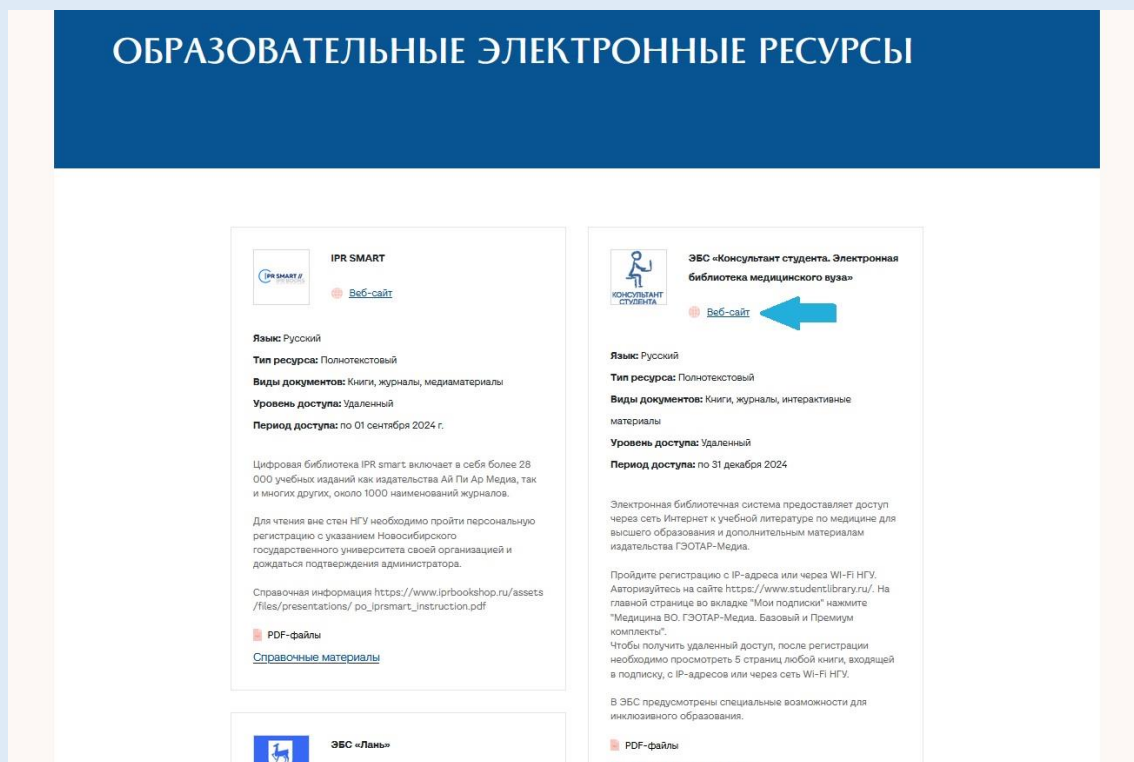 ОБРАЗОВАТЕЛЬНЫЕ ЭЛЕКТРОННЫЕ РЕСУРСЫ
IPR SMART //
IPR SMART
Веб-сайт
Язык: Русский
Тип ресурса: Полнотекстовый
Виды документов: Книги, журналы, медиаматериалы
Уровень доступа: Удаленный
Период доступа: по 01 сентября 2024 г.
Цифровая библиотека IPR smart включает в себя более 28
000 учебных изданий как издательства Ай Пи Ар Медиа, так
и многих других, около 1000 наименований журналов.
Для чтения вне стен НГУ необходимо пройти персональную
регистрацию с указанием Новосибирского
государственного университета своей организацией и
дождаться подтверждения администратора.
Справочная информация https://www.iprbookshop.ru/assets
/files/presentations/ po_iprsmart_instruction.pdf
PDF-файлы
Справочные материалы
ЭБС «Лань»
КОНСУЛЬТАНТ
СТУДЕНТА
ЭБС «Консультант студента. Электронная
библиотека медицинского вуза»
Веб-сайт
Язык: Русский
Тип ресурса: Полнотекстовый
Виды документов: Книги, журналы, интерактивные
материалы
Уровень доступа: Удаленный
Период доступа: по 31 декабря 2024
Электронная библиотечная система предоставляет доступ
через сеть Интернет к учебной литературе по медицине для
высшего образования и дополнительным материалам
издательства ГЭОТАР-Медиа.
Пройдите регистрацию с IP-адреса или через WI-Fi НГУ.
Авторизуйтесь на сайте https://www.studentlibrary.ru/. На
главной странице во вкладке "Мои подписки" нажмите
"Медицина ВО. ГЭОТАР-Медиа. Базовый и Премиум
комплекты".
Чтобы получить удаленный доступ, после регистрации
необходимо просмотреть 5 страниц любой книги, входящей
в подписку, с IP-адресов или через сеть Wi-Fi НГУ.
В ЭБС предусмотрены специальные возможности для
инклюзивного образования.
PDF-файлы